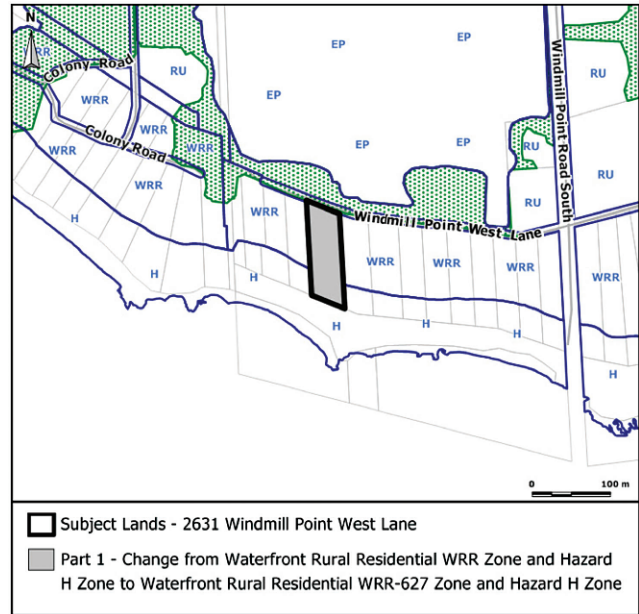 N
EP
EP
RU
WRR
RU
Colony Road
EP
EP
RU
WRR
WRR
Colony Road
WRR
WRR
RU
RU
WRR
RU
Windmill Point Road South
H
WRR
Windmill Point West Lane
WRR
WRR
WRR
WRR
H
H
H
H
H
H
0 100 m
Subject Lands - 2631 Windmill Point West Lane
Part 1 - Change from Waterfront Rural Residential WRR Zone and Hazard
H Zone to Waterfront Rural Residential WRR-627 Zone and Hazard H Zone